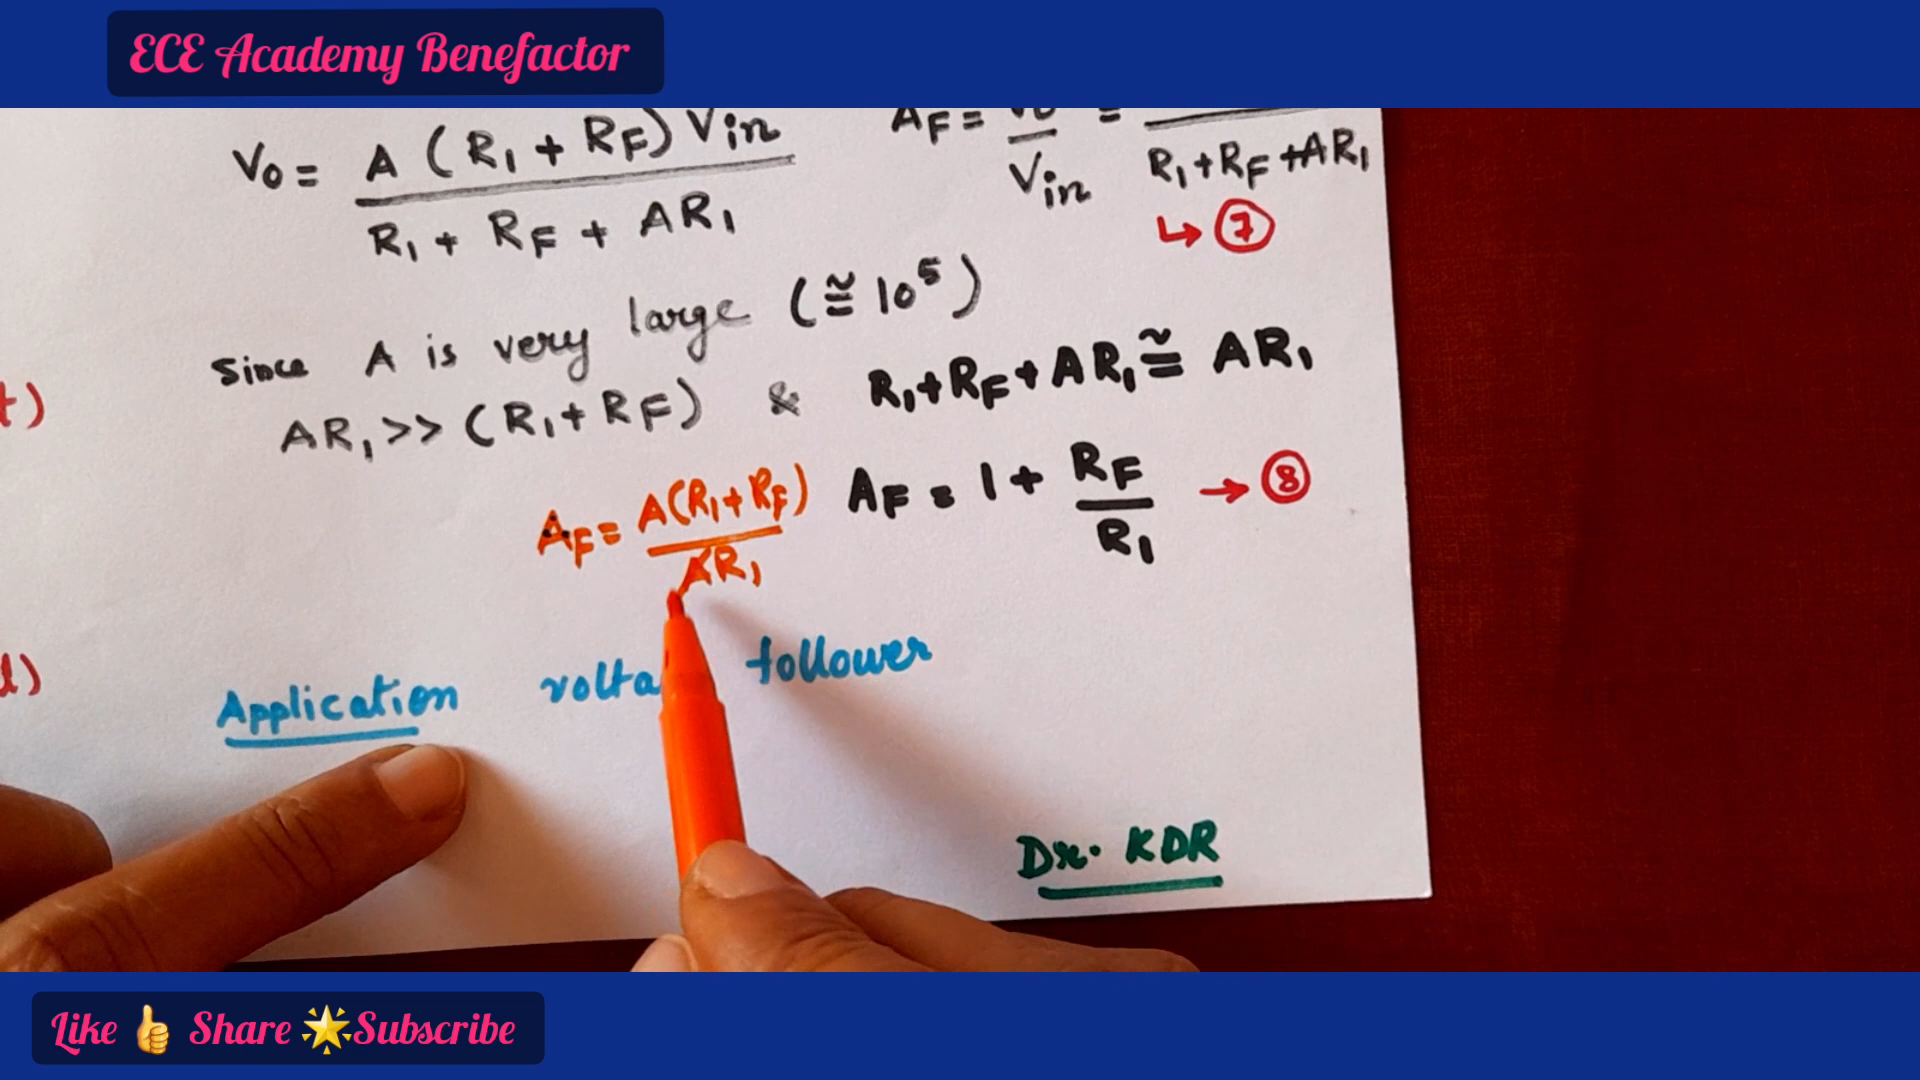 ECE Academy Benefactor
Vo = A (R1 + RF) Vin / R1 + RF + AR1
AF = Vo / Vin = / R1 + RF + AR1
↳ 7
Since A is very large (≅ 10^5)
AR1 >> (R1 + RF) & R1 + RF + AR1 ≅ AR1
AF = A(R1 + RF) / AR1 AF = 1 + RF / R1 → 8
Application follower
Dr. KDR
Like 👍 Share 🌟Subscribe